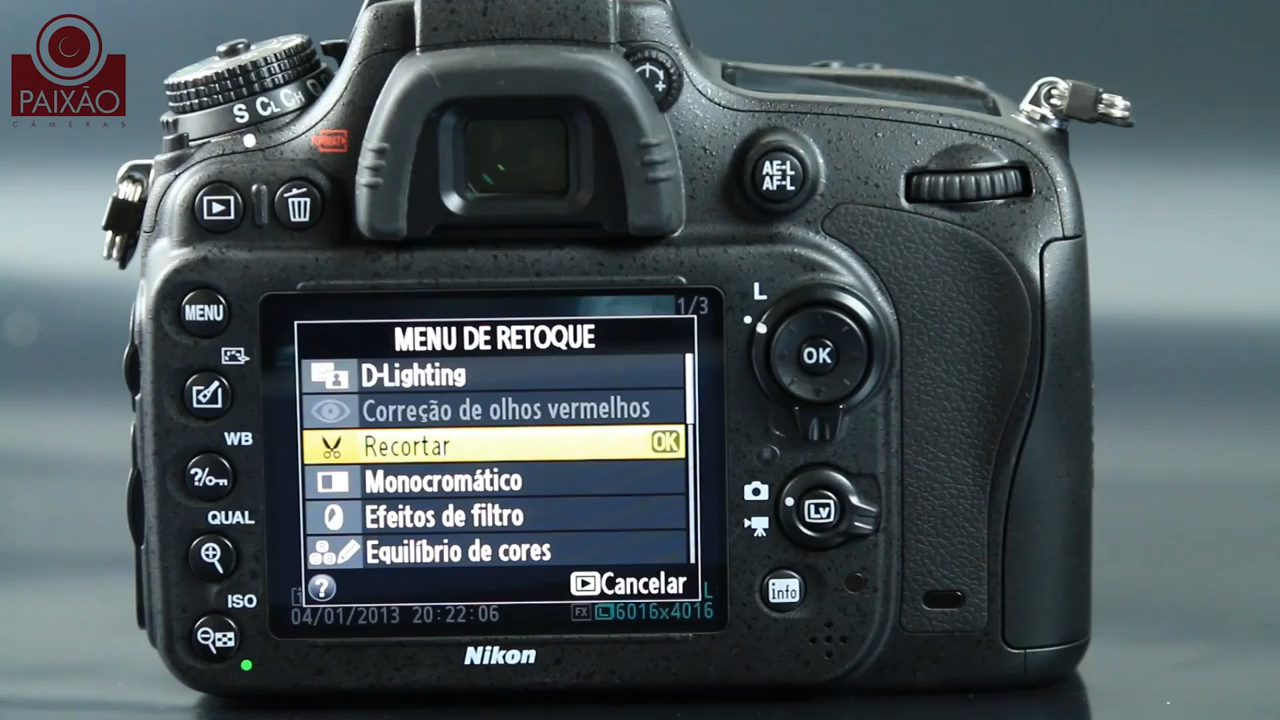 PAIXÃO
CÂMERAS
S CL CH
AE-L
AF-L
MENU
WB
?/
QUAL
ISO
L
OK
Lv
info
1/3
MENU DE RETOQUE
D-Lighting
Correção de olhos vermelhos
Recortar OK
Monocromático
Efeitos de filtro
Equilíbrio de cores
? Cancelar
L
04/01/2013 20:22:06 FX L 6016x4016
Nikon